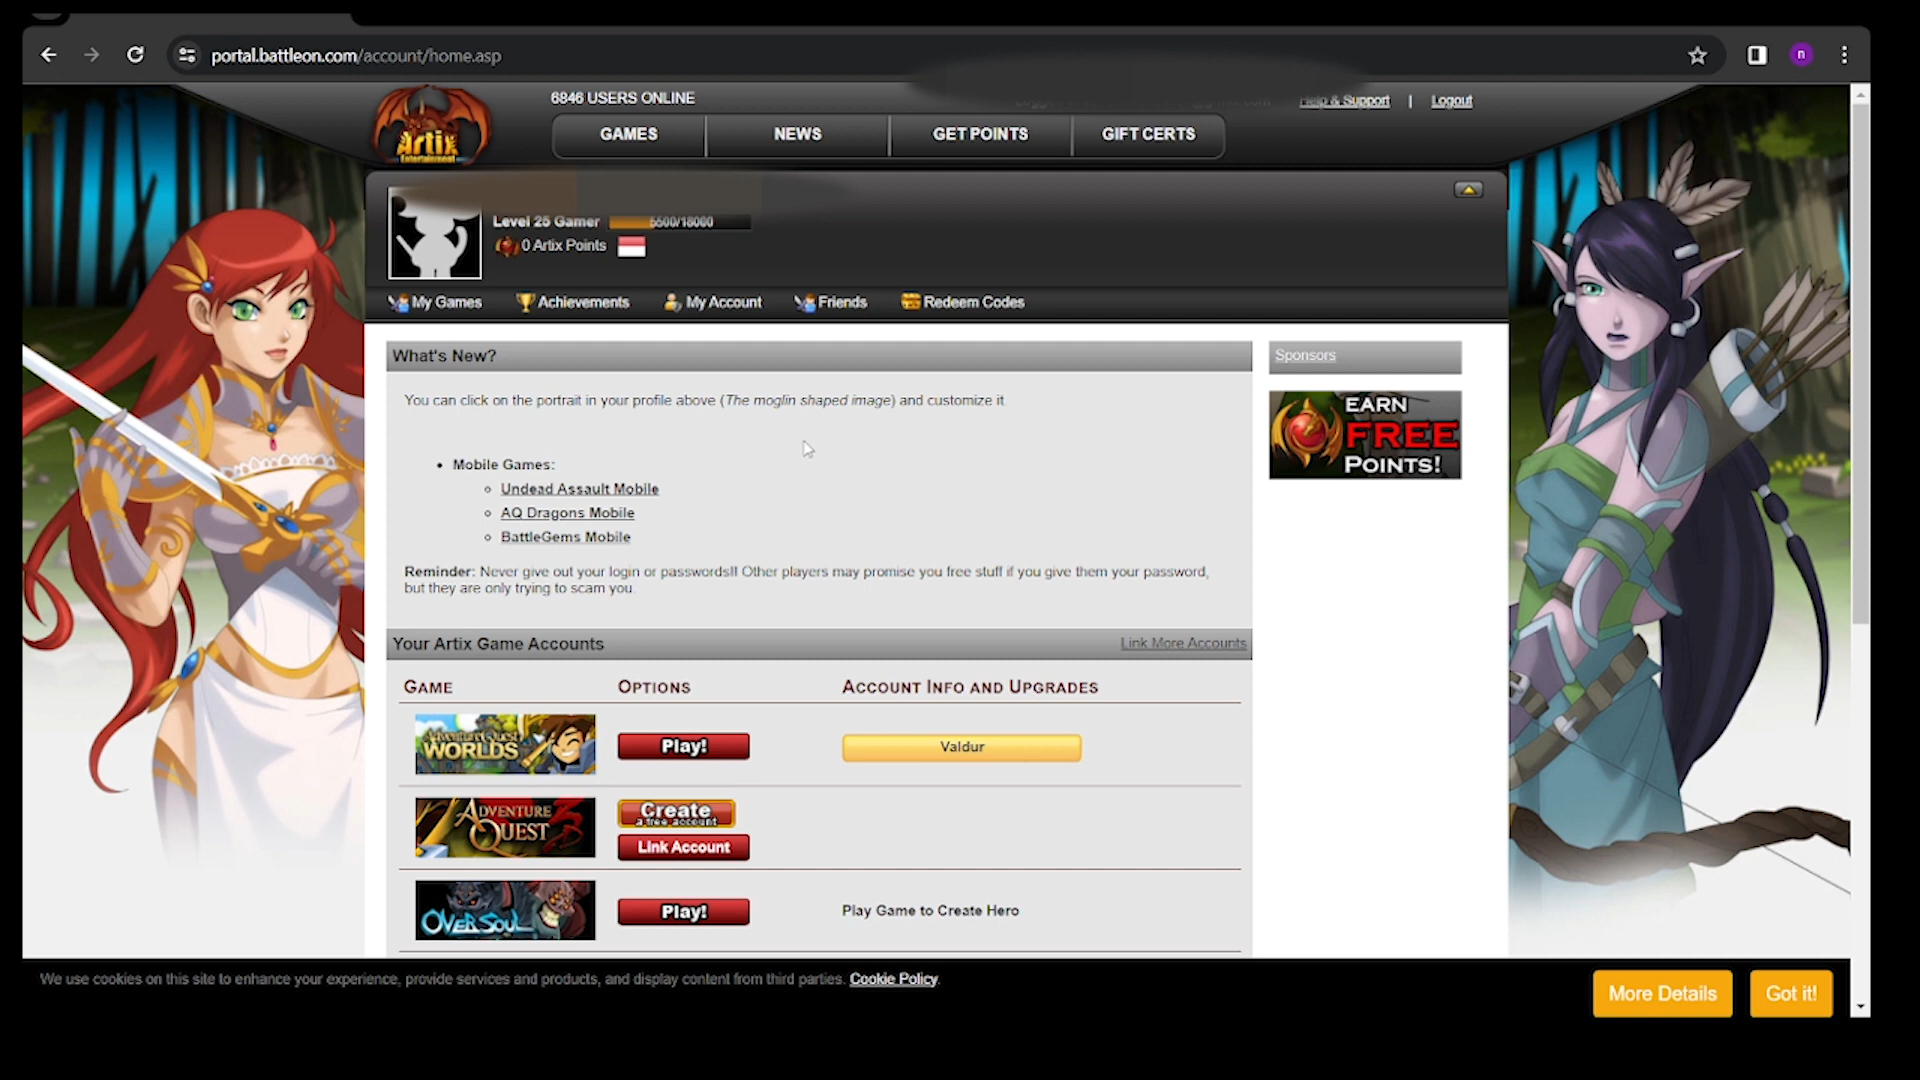 portal.battleon.com/account/home.asp
n
Artix
Entertainment
6846 USERS ONLINE
Help & Support | Logout
GAMES NEWS GET POINTS GIFT CERTS
Level 25 Gamer 5500/18000
0 Artix Points
My Games Achievements My Account Friends Redeem Codes
What's New?
Sponsors
You can click on the portrait in your profile above (The moglin shaped image) and customize it.
EARN
FREE
POINTS!
• Mobile Games:
Undead Assault Mobile
AQ Dragons Mobile
BattleGems Mobile
Reminder: Never give out your login or passwords!! Other players may promise you free stuff if you give them your password,
but they are only trying to scam you.
Your Artix Game Accounts Link More Accounts
GAME OPTIONS ACCOUNT INFO AND UPGRADES
AdventureQuest
WORLDS
Play!
Valdur
ADVENTURE
QUEST 3D
Create
a free account
Link Account
OVERSOUL
Play!
Play Game to Create Hero
We use cookies on this site to enhance your experience, provide services and products, and display content from third parties. Cookie Policy.
More Details Got it!